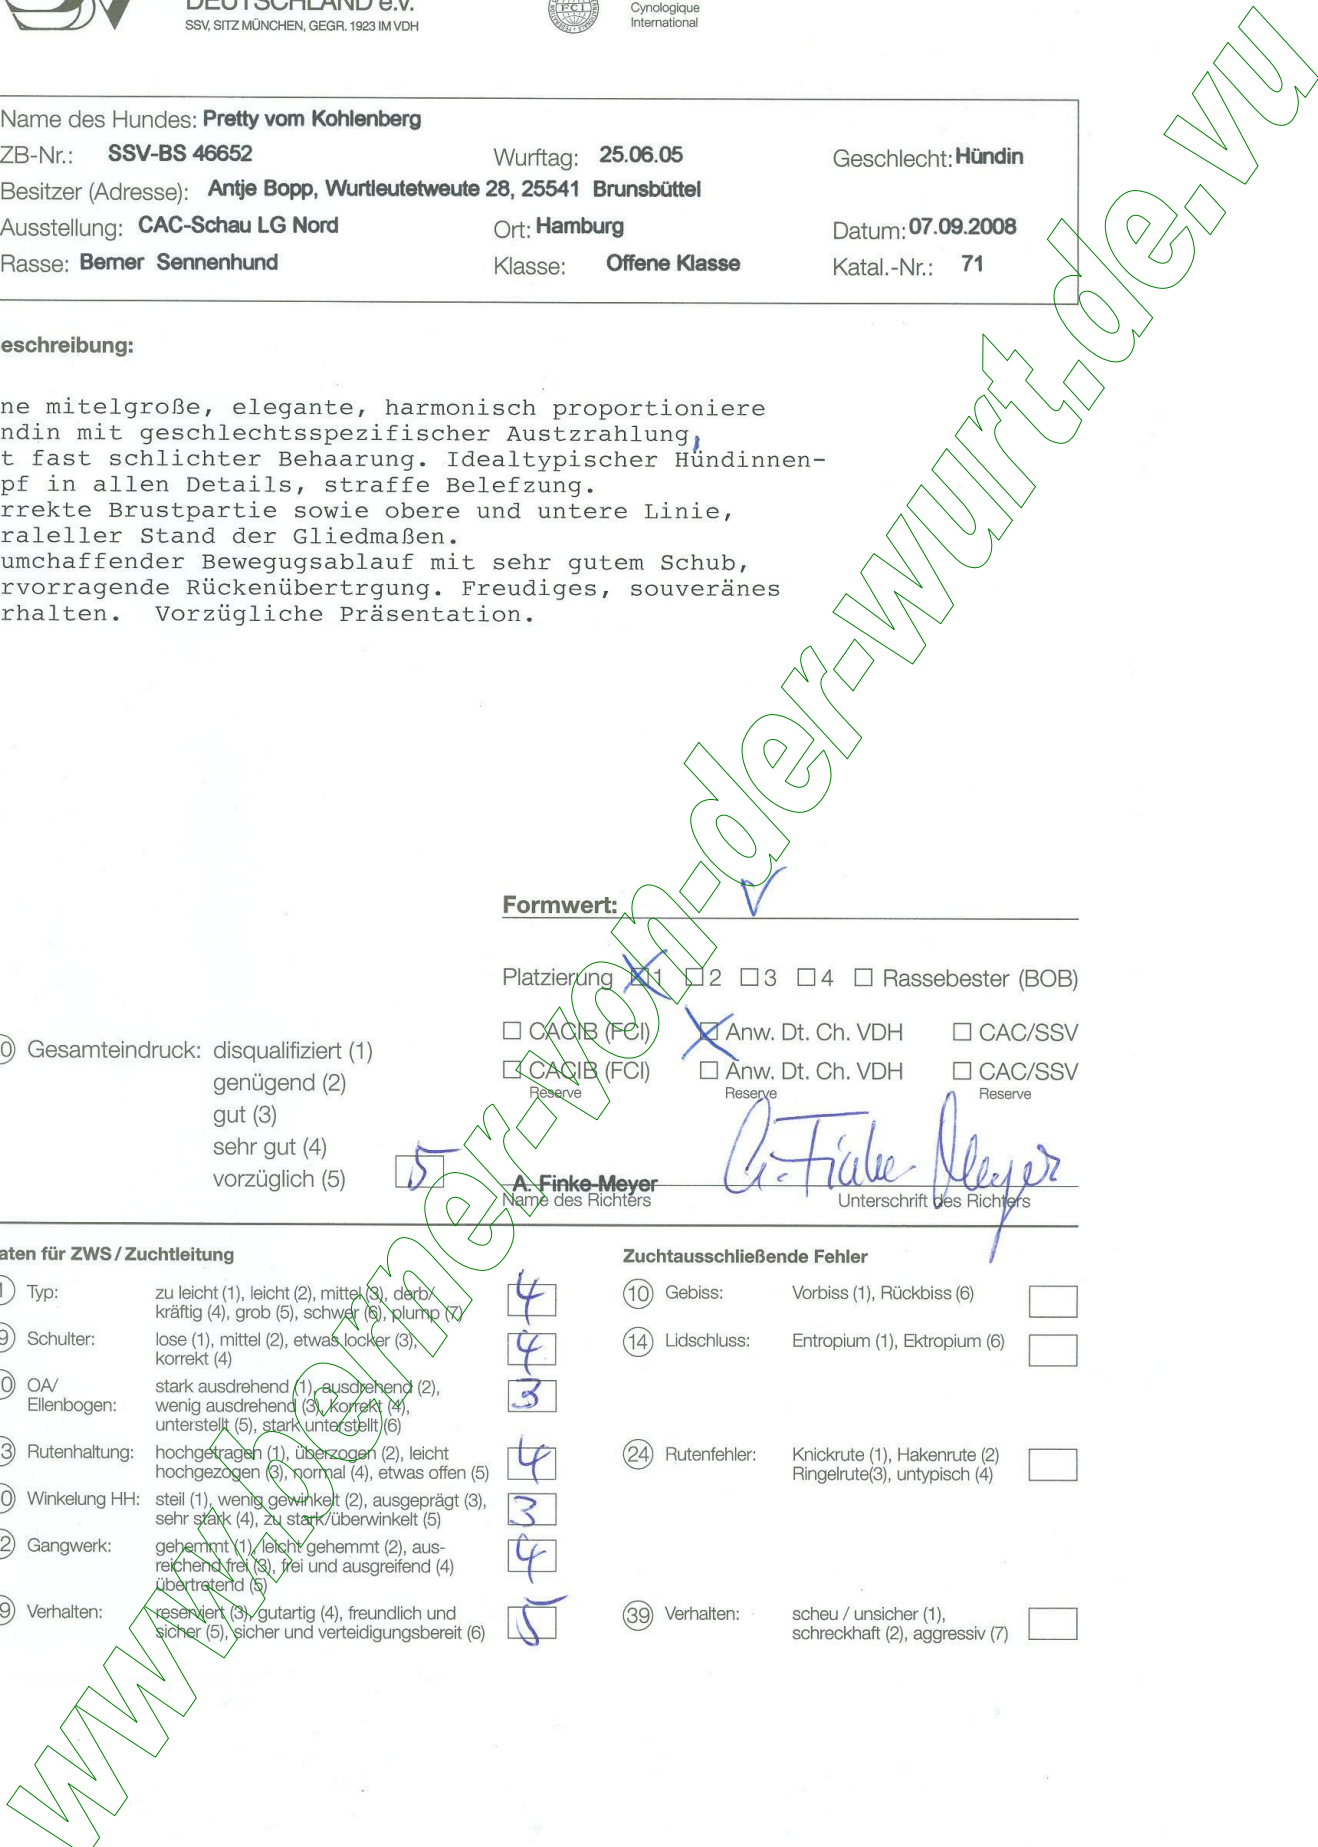 DEUTSCHLAND e.V.
SSV, SITZ MÜNCHEN, GEGR. 1923 IM VDH
FCI
Cynologique
International
Name des Hundes: Pretty vom Kohlenberg
ZB-Nr.: SSV-BS 46652 Wurftag: 25.06.05 Geschlecht: Hündin
Besitzer (Adresse): Antje Bopp, Wurtleutetweute 28, 25541 Brunsbüttel
Ausstellung: CAC-Schau LG Nord Ort: Hamburg Datum: 07.09.2008
Rasse: Berner Sennenhund Klasse: Offene Klasse Katal.-Nr.: 71
eschreibung:
ne mitelgroße, elegante, harmonisch proportioniere
ndin mit geschlechtsspezifischer Austzrahlung,
t fast schlichter Behaarung. Idealtypischer Hündinnen-
pf in allen Details, straffe Belefzung.
rrekte Brustpartie sowie obere und untere Linie,
raleller Stand der Gliedmaßen.
umchaffender Bewegugsablauf mit sehr gutem Schub,
rvorragende Rückenübertrgung. Freudiges, souveränes
rhalten. Vorzügliche Präsentation.
Formwert: V
Platzierung 1 2 3 4 Rassebester (BOB)
CACIB (FCI) Anw. Dt. Ch. VDH CAC/SSV
CACIB (FCI) Anw. Dt. Ch. VDH CAC/SSV
Reserve Reserve Reserve
0 Gesamteindruck: disqualifiziert (1)
genügend (2)
gut (3)
sehr gut (4)
vorzüglich (5) 5
A. Finke-Meyer
Name des Richters
A. Finke Meyer
Unterschrift des Richters
aten für ZWS / Zuchtleitung
1 Typ: zu leicht (1), leicht (2), mittel (3), derb/
kräftig (4), grob (5), schwer (6), plump (7) 4
9 Schulter: lose (1), mittel (2), etwas locker (3),
korrekt (4) 4
0 OA/
Ellenbogen: stark ausdrehend (1), ausdrehend (2),
wenig ausdrehend (3), korrekt (4),
unterstellt (5), stark unterstellt (6) 3
3 Rutenhaltung: hochgetragen (1), überzogen (2), leicht
hochgezogen (3), normal (4), etwas offen (5) 4
0 Winkelung HH: steil (1), wenig gewinkelt (2), ausgeprägt (3),
sehr stark (4), zu stark/überwinkelt (5) 3
2 Gangwerk: gehemmt (1), leicht gehemmt (2), aus-
reichend frei (3), frei und ausgreifend (4)
übertretend (5) 4
9 Verhalten: reserviert (3), gutartig (4), freundlich und
sicher (5), sicher und verteidigungsbereit (6) 5
Zuchtausschließende Fehler
10 Gebiss: Vorbiss (1), Rückbiss (6)
14 Lidschluss: Entropium (1), Ektropium (6)
24 Rutenfehler: Knickrute (1), Hakenrute (2)
Ringelrute(3), untypisch (4)
39 Verhalten: scheu / unsicher (1),
schreckhaft (2), aggressiv (7)
www.berner-von-der-wurt.de.vu